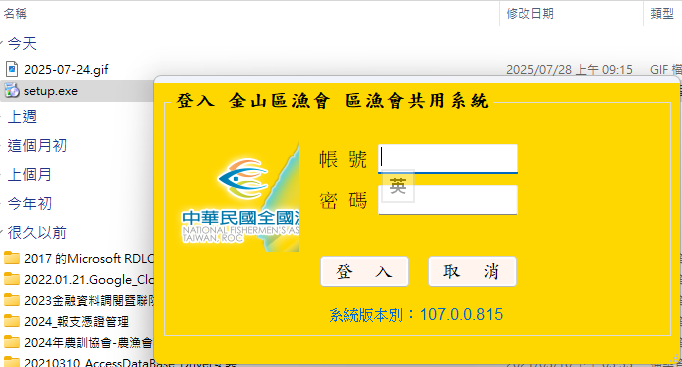 名稱 修改日期 類型
今天
2025-07-24.gif 2025/07/28 上午 09:15 GIF 檔
setup.exe
上週
這個月初
上個月
今年初
很久以前
2017 的Microsoft RDLC
2022.01.21.Google_Clo
2023金融資料調閱暨聯防
2024_報支憑證管理
2024年農訓協會-農漁會
20210310_AccessDataBase
登入 金山區漁會 區漁會共用系統
帳 號
英
密 碼
中華民國全國漁
NATIONAL FISHERMEN'S AS
TAIWAN, ROC
登 入 取 消
系統版本別：107.0.0.815